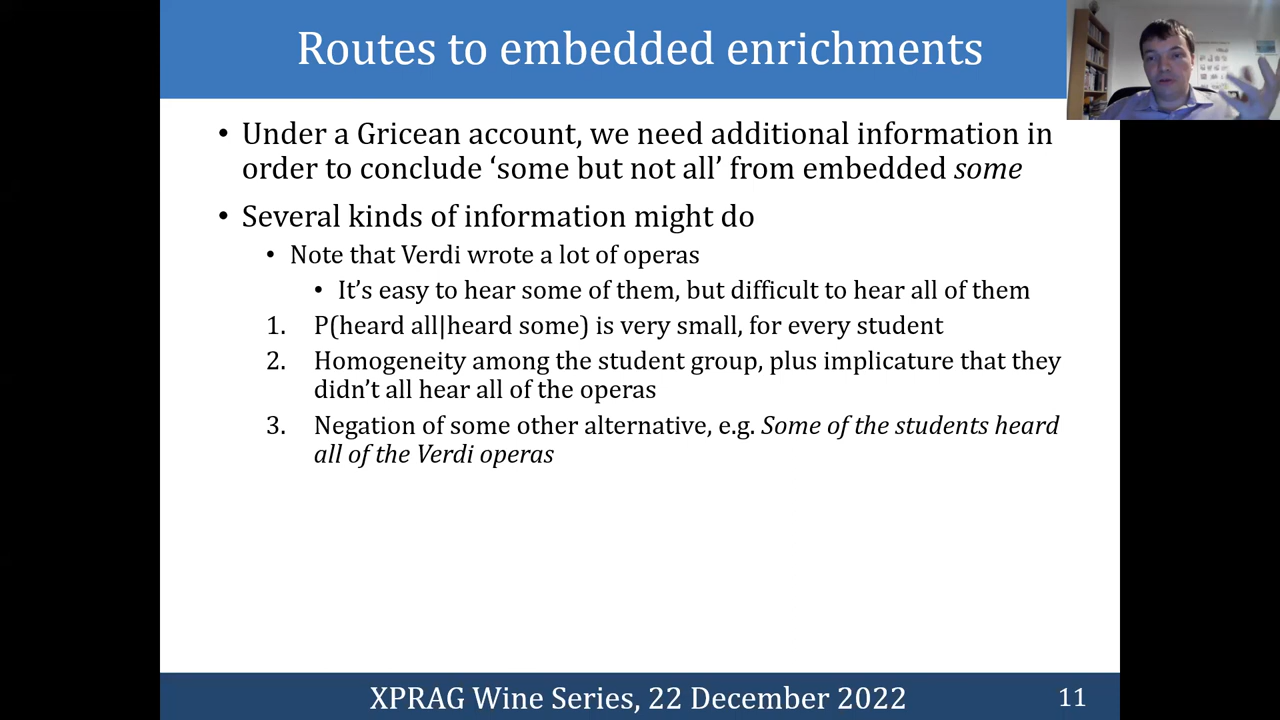 Routes to embedded enrichments
• Under a Gricean account, we need additional information in
order to conclude ‘some but not all’ from embedded some
• Several kinds of information might do
• Note that Verdi wrote a lot of operas
• It’s easy to hear some of them, but difficult to hear all of them
1. P(heard all|heard some) is very small, for every student
2. Homogeneity among the student group, plus implicature that they
didn’t all hear all of the operas
3. Negation of some other alternative, e.g. Some of the students heard
all of the Verdi operas
XPRAG Wine Series, 22 December 2022
11